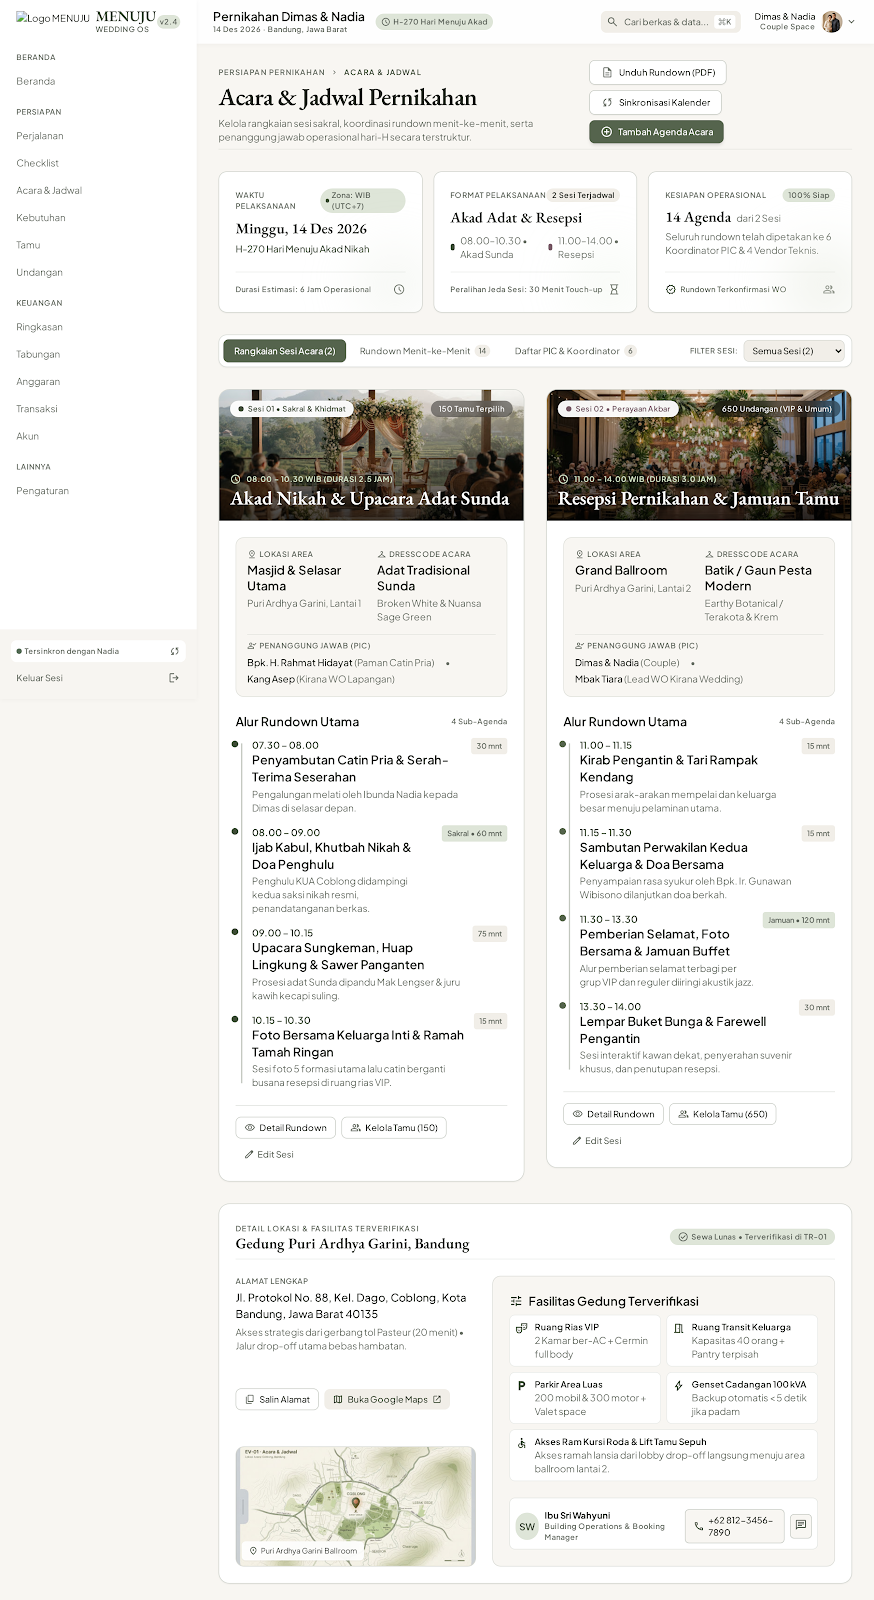 Logo MENUJU
MENUJU
WEDDING OS
v2.4
BERANDA
Beranda
PERSIAPAN
Perjalanan
Checklist
Acara & Jadwal
Kebutuhan
Tamu
Undangan
KEUANGAN
Ringkasan
Tabungan
Anggaran
Transaksi
Akun
LAINNYA
Pengaturan
Tersinkron dengan Nadia
Keluar Sesi
Pernikahan Dimas & Nadia
14 Des 2026 · Bandung, Jawa Barat
H-270 Hari Menuju Akad
Cari berkas & data...
⌘K
Dimas & Nadia
Couple Space
PERSIAPAN PERNIKAHAN > ACARA & JADWAL
Acara & Jadwal Pernikahan
Kelola rangkaian sesi sakral, koordinasi rundown menit-ke-menit, serta
penanggung jawab operasional hari-H secara terstruktur.
Unduh Rundown (PDF)
Sinkronisasi Kalender
Tambah Agenda Acara
WAKTU
PELAKSANAAN
Zona: WIB
(UTC+7)
Minggu, 14 Des 2026
H-270 Hari Menuju Akad Nikah
Durasi Estimasi: 6 Jam Operasional
FORMAT PELAKSANAAN
2 Sesi Terjadwal
Akad Adat & Resepsi
08.00–10.30 •
Akad Sunda
11.00–14.00 •
Resepsi
Peralihan Jeda Sesi: 30 Menit Touch-up
KESIAPAN OPERASIONAL
100% Siap
14 Agenda dari 2 Sesi
Seluruh rundown telah dipetakan ke 6
Koordinator PIC & 4 Vendor Teknis.
Rundown Terkonfirmasi WO
Rangkaian Sesi Acara (2)
Rundown Menit-ke-Menit 14
Daftar PIC & Koordinator 6
FILTER SESI:
Semua Sesi (2)
Sesi 01 • Sakral & Khidmat
150 Tamu Terpilih
08.00 – 10.30 WIB (DURASI 2.5 JAM)
Akad Nikah & Upacara Adat Sunda
LOKASI AREA
Masjid & Selasar
Utama
Puri Ardhya Garini, Lantai 1
DRESSCODE ACARA
Adat Tradisional
Sunda
Broken White & Nuansa
Sage Green
PENANGGUNG JAWAB (PIC)
Bpk. H. Rahmat Hidayat (Paman Catin Pria) •
Kang Asep (Kirana WO Lapangan)
Alur Rundown Utama
4 Sub-Agenda
07.30 – 08.00
30 mnt
Penyambutan Catin Pria & Serah-
Terima Seserahan
Pengalungan melati oleh Ibunda Nadia kepada
Dimas di selasar depan.
08.00 – 09.00
Sakral • 60 mnt
Ijab Kabul, Khutbah Nikah &
Doa Penghulu
Penghulu KUA Coblong didampingi
kedua saksi nikah resmi,
penandatanganan berkas.
09.00 – 10.15
75 mnt
Upacara Sungkeman, Huap
Lingkung & Sawer Panganten
Prosesi adat Sunda dipandu Mak Lengser & juru
kawih kecapi suling.
10.15 – 10.30
15 mnt
Foto Bersama Keluarga Inti & Ramah
Tamah Ringan
Sesi foto 5 formasi utama lalu catin berganti
busana resepsi di ruang rias VIP.
Detail Rundown
Kelola Tamu (150)
Edit Sesi
Sesi 02 • Perayaan Akbar
650 Undangan (VIP & Umum)
11.00 – 14.00 WIB (DURASI 3.0 JAM)
Resepsi Pernikahan & Jamuan Tamu
LOKASI AREA
Grand Ballroom
Puri Ardhya Garini, Lantai 2
DRESSCODE ACARA
Batik / Gaun Pesta
Modern
Earthy Botanical /
Terakota & Krem
PENANGGUNG JAWAB (PIC)
Dimas & Nadia (Couple) •
Mbak Tiara (Lead WO Kirana Wedding)
Alur Rundown Utama
4 Sub-Agenda
11.00 – 11.15
15 mnt
Kirab Pengantin & Tari Rampak
Kendang
Prosesi arak-arakan mempelai dan keluarga
besar menuju pelaminan utama.
11.15 – 11.30
15 mnt
Sambutan Perwakilan Kedua
Keluarga & Doa Bersama
Penyampaian rasa syukur oleh Bpk. Ir. Gunawan
Wibisono dilanjutkan doa berkah.
11.30 – 13.30
Jamuan • 120 mnt
Pemberian Selamat, Foto
Bersama & Jamuan Buffet
Alur pemberian selamat terbagi per
grup VIP dan reguler diiringi akustik jazz.
13.30 – 14.00
30 mnt
Lempar Buket Bunga & Farewell
Pengantin
Sesi interaktif kawan dekat, penyerahan suvenir
khusus, dan penutupan resepsi.
Detail Rundown
Kelola Tamu (650)
Edit Sesi
DETAIL LOKASI & FASILITAS TERVERIFIKASI
Gedung Puri Ardhya Garini, Bandung
Sewa Lunas • Terverifikasi di TR-01
ALAMAT LENGKAP
Jl. Protokol No. 88, Kel. Dago, Coblong, Kota
Bandung, Jawa Barat 40135
Akses strategis dari gerbang tol Pasteur (20 menit) •
Jalur drop-off utama bebas hambatan.
Salin Alamat
Buka Google Maps
EV-01 · Acara & Jadwal
COBLONG
Puri Ardhya Garini Ballroom
Fasilitas Gedung Terverifikasi
Ruang Rias VIP
2 Kamar ber-AC + Cermin
full body
Ruang Transit Keluarga
Kapasitas 40 orang +
Pantry terpisah
P
Parkir Area Luas
200 mobil & 300 motor +
Valet space
Genset Cadangan 100 kVA
Backup otomatis < 5 detik
jika padam
Akses Ram Kursi Roda & Lift Tamu Sepuh
Akses ramah lansia dari lobby drop-off langsung menuju area
ballroom lantai 2.
SW
Ibu Sri Wahyuni
Building Operations & Booking
Manager
+62 812-3456-
7890